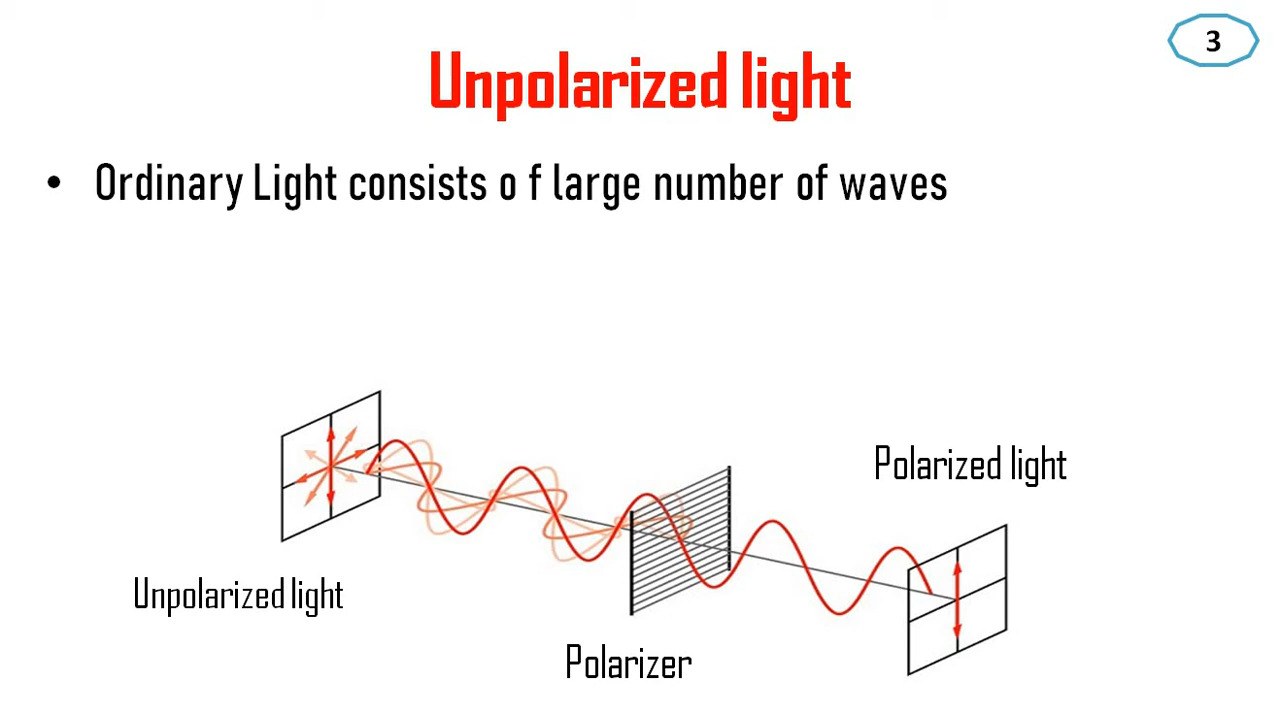 3
Unpolarized light
• Ordinary Light consists o f large number of waves
Polarized light
Unpolarized light
Polarizer